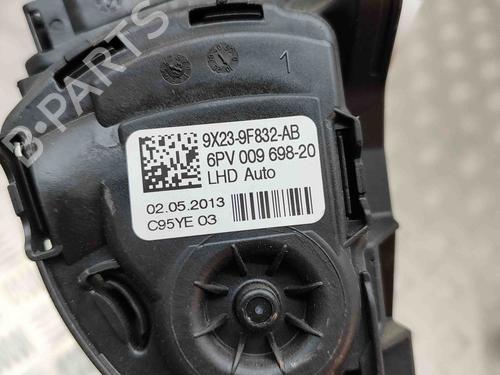 B-PARTS
1
9X23-9F832-AB
6PV 009 698-20
LHD Auto
02.05.2013
C95YE 03